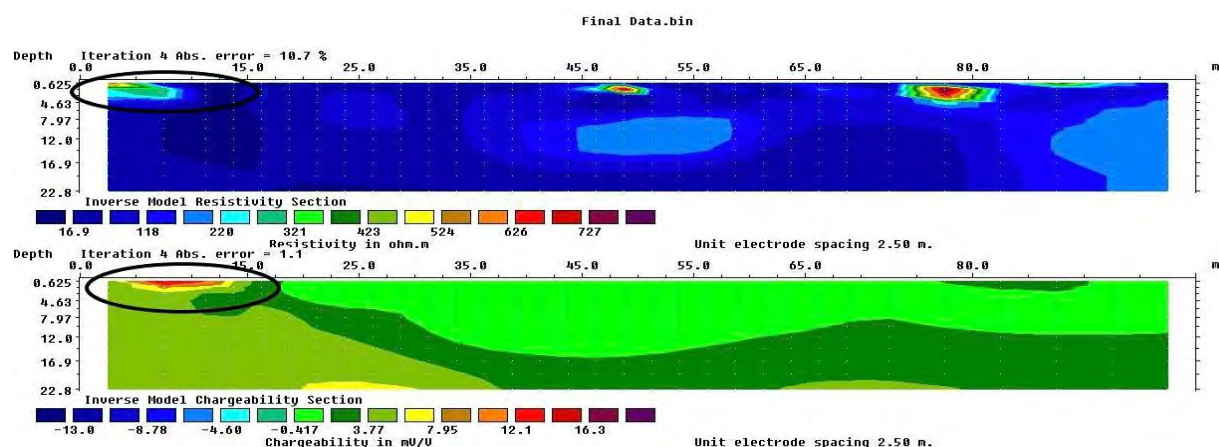 Final Data.bin
Depth Iteration 4 Abs. error = 10.7 %
0.0 15.0 25.0 35.0 45.0 55.0 65.0 80.0 m
0.625
4.63
7.97
12.0
16.9
22.8
Inverse Model Resistivity Section
16.9 118 220 321 423 524 626 727
Resistivity in ohm.m Unit electrode spacing 2.50 m.
Depth Iteration 4 Abs. error = 1.1
0.0 15.0 25.0 35.0 45.0 55.0 65.0 80.0 m
0.625
4.63
7.97
12.0
16.9
22.8
Inverse Model Chargeability Section
-13.0 -8.78 -4.60 -0.417 3.77 7.95 12.1 16.3
Chargeability in mV/V Unit electrode spacing 2.50 m.